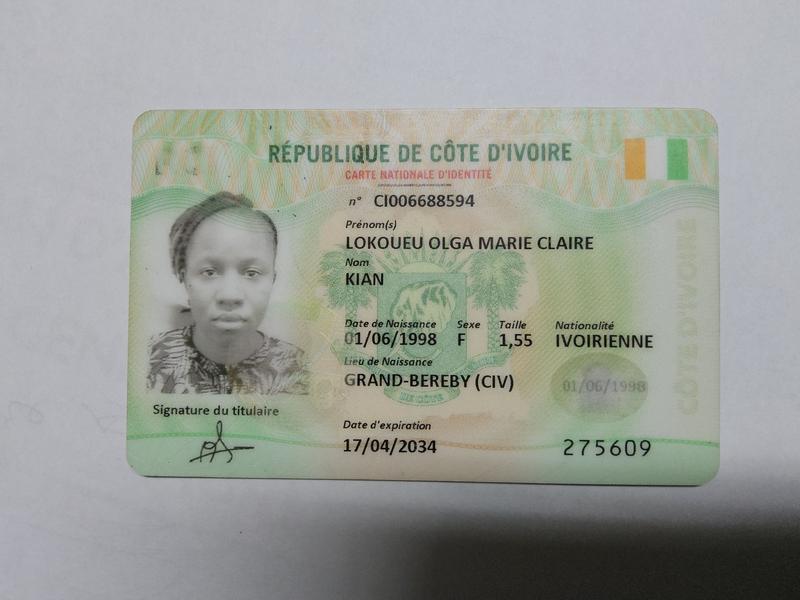 RÉPUBLIQUE DE CÔTE D'IVOIRE
CARTE NATIONALE D'IDENTITÉ
n° CI006688594
Prénom(s)
LOKOUEU OLGA MARIE CLAIRE
Nom
KIAN
Date de Naissance Sexe Taille Nationalité
01/06/1998 F 1,55 IVOIRIENNE
Lieu de Naissance
GRAND-BEREBY (CIV)
01/06/1998
CÔTE D'IVOIRE
DE CÔTE
Signature du titulaire
Date d'expiration
17/04/2034
275609